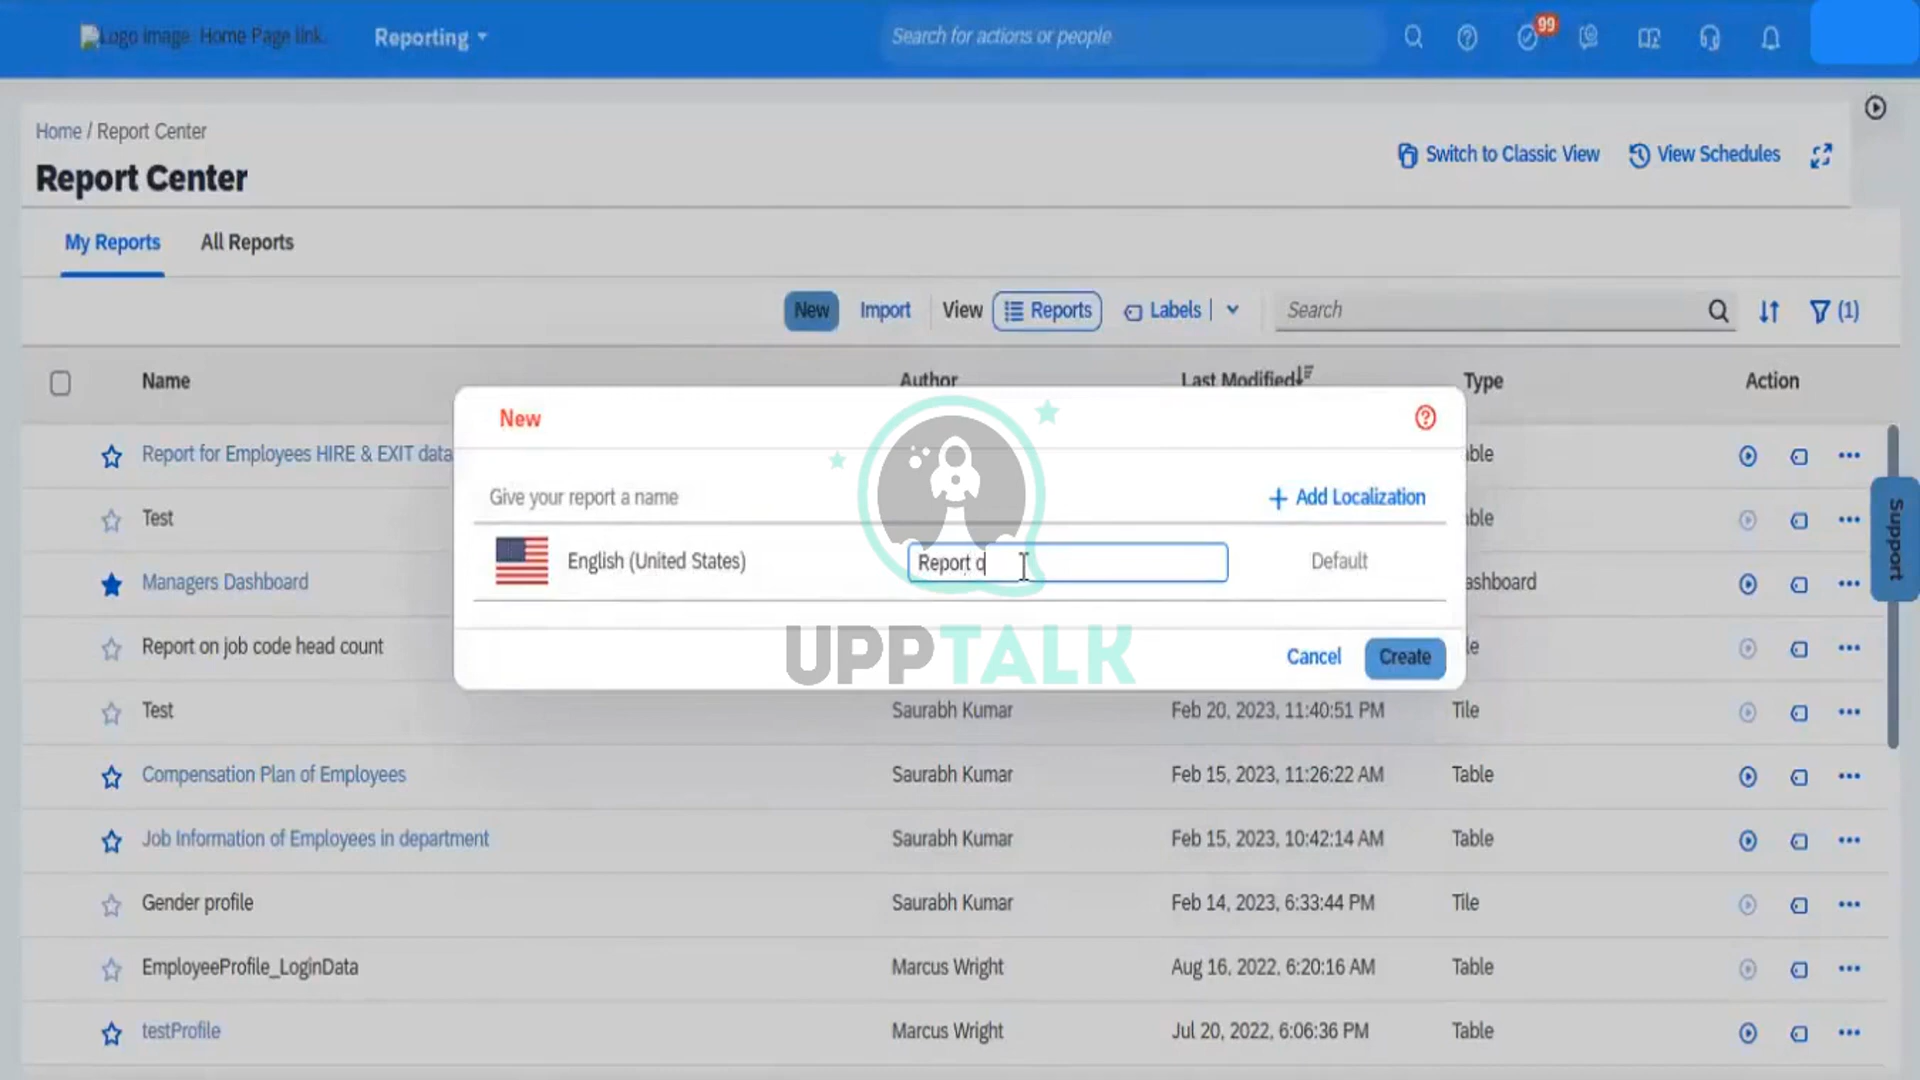 Logo image. Home Page link.
Reporting
Search for actions or people
99
Home / Report Center
Report Center
Switch to Classic View
View Schedules
My Reports
All Reports
New
Import
View
Reports
Labels
Search
(1)
Name
Author
Last Modified
Type
Action
New
Report for Employees HIRE & EXIT data
Give your report a name
Add Localization
Test
English (United States)
Report
Default
Support
Managers Dashboard
ashboard
Report on job code head count
Cancel
Create
UPPTALK
Test
Saurabh Kumar
Feb 20, 2023, 11:40:51 PM
Tile
Compensation Plan of Employees
Saurabh Kumar
Feb 15, 2023, 11:26:22 AM
Table
Job Information of Employees in department
Saurabh Kumar
Feb 15, 2023, 10:42:14 AM
Table
Gender profile
Saurabh Kumar
Feb 14, 2023, 6:33:44 PM
Tile
EmployeeProfile_LoginData
Marcus Wright
Aug 16, 2022, 6:20:16 AM
Table
testProfile
Marcus Wright
Jul 20, 2022, 6:06:36 PM
Table